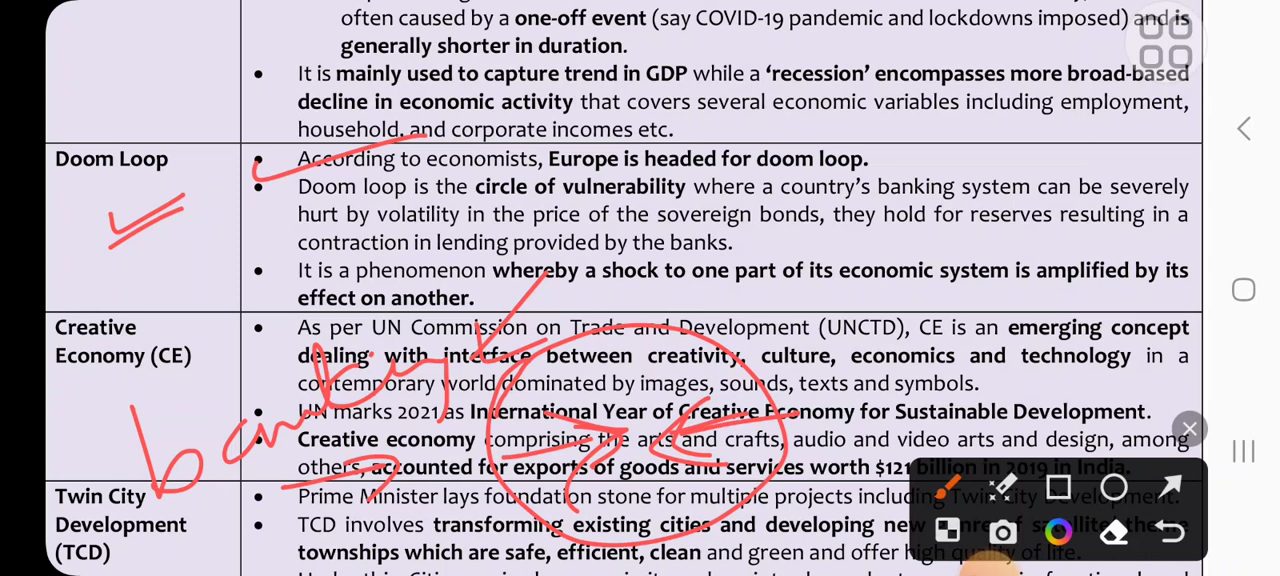 often caused by a one-off event (say COVID-19 pandemic and lockdowns imposed) and is
generally shorter in duration.
• It is mainly used to capture trend in GDP while a ‘recession’ encompasses more broad-based
decline in economic activity that covers several economic variables including employment,
household, and corporate incomes etc.
Doom Loop
• According to economists, Europe is headed for doom loop.
• Doom loop is the circle of vulnerability where a country’s banking system can be severely
hurt by volatility in the price of the sovereign bonds, they hold for reserves resulting in a
contraction in lending provided by the banks.
• It is a phenomenon whereby a shock to one part of its economic system is amplified by its
effect on another.
Creative
Economy (CE)
• As per UN Commission on Trade and Development (UNCTD), CE is an emerging concept
dealing with interface between creativity, culture, economics and technology in a
contemporary world dominated by images, sounds, texts and symbols.
• UN marks 2021 as International Year of Creative Economy for Sustainable Development.
• Creative economy comprising the arts and crafts, audio and video arts and design, among
others, accounted for exports of goods and services worth $121 billion in 2019 in India.
Twin City
Development
(TCD)
• Prime Minister lays foundation stone for multiple projects including Twin City Development.
• TCD involves transforming existing cities and developing new genre of satellite theme
townships which are safe, efficient, clean and green and offer high quality of life.